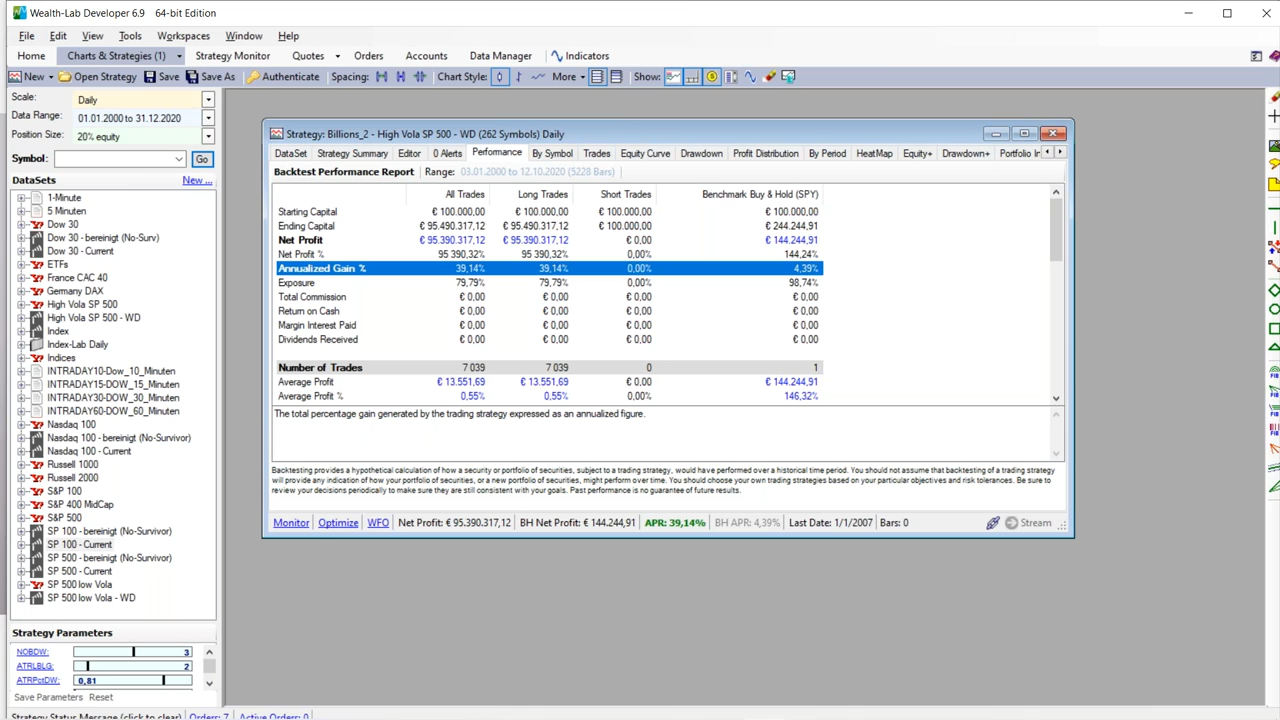 Wealth-Lab Developer 6.9 64-bit Edition
File Edit View Tools Workspaces Window Help
Home Charts & Strategies (1) Strategy Monitor Quotes Orders Accounts Data Manager Indicators
New Open Strategy Save Save As Authenticate Spacing: Chart Style: More Show:
Scale: Daily
Data Range: 01.01.2000 to 31.12.2020
Position Size: 20% equity
Symbol: Go
DataSets New ...
1-Minute
5 Minuten
Dow 30
Dow 30 - bereinigt (No-Surv)
Dow 30 - Current
ETFs
France CAC 40
Germany DAX
High Vola SP 500
High Vola SP 500 - WD
Index
Index-Lab Daily
Indices
INTRADAY10-Dow_10_Minuten
INTRADAY15-DOW_15_Minuten
INTRADAY30-DOW_30_Minuten
INTRADAY60-DOW_60_Minuten
Nasdaq 100
Nasdaq 100 - bereinigt (No-Survivor)
Nasdaq 100 - Current
Russell 1000
Russell 2000
S&P 100
S&P 400 MidCap
S&P 500
SP 100 - bereinigt (No-Survivor)
SP 100 - Current
SP 500 - bereinigt (No-Survivor)
SP 500 - Current
SP 500 low Vola
SP 500 low Vola - WD
Strategy Parameters
NOBDW: 3
ATRLBLG: 2
ATRPctDW: 0,81
Save Parameters Reset
Strategy Status Message (click to clear) Orders: 7 Active Orders: 0
Strategy: Billions_2 - High Vola SP 500 - WD (262 Symbols) Daily
DataSet Strategy Summary Editor 0 Alerts Performance By Symbol Trades Equity Curve Drawdown Profit Distribution By Period HeatMap Equity+ Drawdown+ Portfolio In
Backtest Performance Report Range: 03.01.2000 to 12.10.2020 (5228 Bars)
All Trades Long Trades Short Trades Benchmark Buy & Hold (SPY)
Starting Capital € 100.000,00 € 100.000,00 € 100.000,00 € 100.000,00
Ending Capital € 95.490.317,12 € 95.490.317,12 € 100.000,00 € 244.244,91
Net Profit € 95.390.317,12 € 95.390.317,12 € 0,00 € 144.244,91
Net Profit % 95 390,32% 95 390,32% 0,00% 144,24%
Annualized Gain % 39,14% 39,14% 0,00% 4,39%
Exposure 79,79% 79,79% 0,00% 98,74%
Total Commission € 0,00 € 0,00 € 0,00 € 0,00
Return on Cash € 0,00 € 0,00 € 0,00 € 0,00
Margin Interest Paid € 0,00 € 0,00 € 0,00 € 0,00
Dividends Received € 0,00 € 0,00 € 0,00 € 0,00
Number of Trades 7 039 7 039 0 1
Average Profit € 13.551,69 € 13.551,69 € 0,00 € 144.244,91
Average Profit % 0,55% 0,55% 0,00% 146,32%
The total percentage gain generated by the trading strategy expressed as an annualized figure.
Backtesting provides a hypothetical calculation of how a security or portfolio of securities, subject to a trading strategy, would have performed over a historical time period. You should not assume that backtesting of a trading strategy
will provide any indication of how your portfolio of securities, or a new portfolio of securities, might perform over time. You should choose your own trading strategies based on your particular objectives and risk tolerances. Be sure to
review your decisions periodically to make sure they are still consistent with your goals. Past performance is no guarantee of future results.
Monitor Optimize WFO Net Profit: € 95.390.317,12 BH Net Profit: € 144.244,91 APR: 39,14% BH APR: 4,39% Last Date: 1/1/2007 Bars: 0 Stream